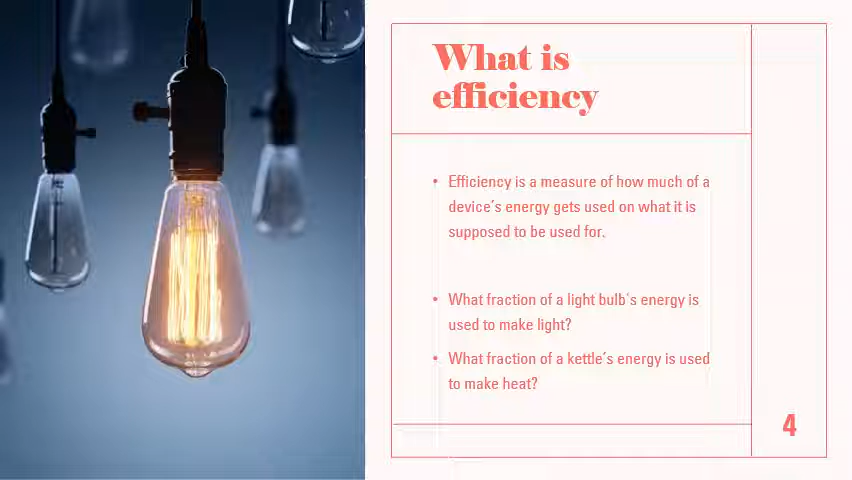 What is
efficiency
• Efficiency is a measure of how much of a
device's energy gets used on what it is
supposed to be used for.
• What fraction of a light bulb's energy is
used to make light?
• What fraction of a kettle's energy is used
to make heat?
4